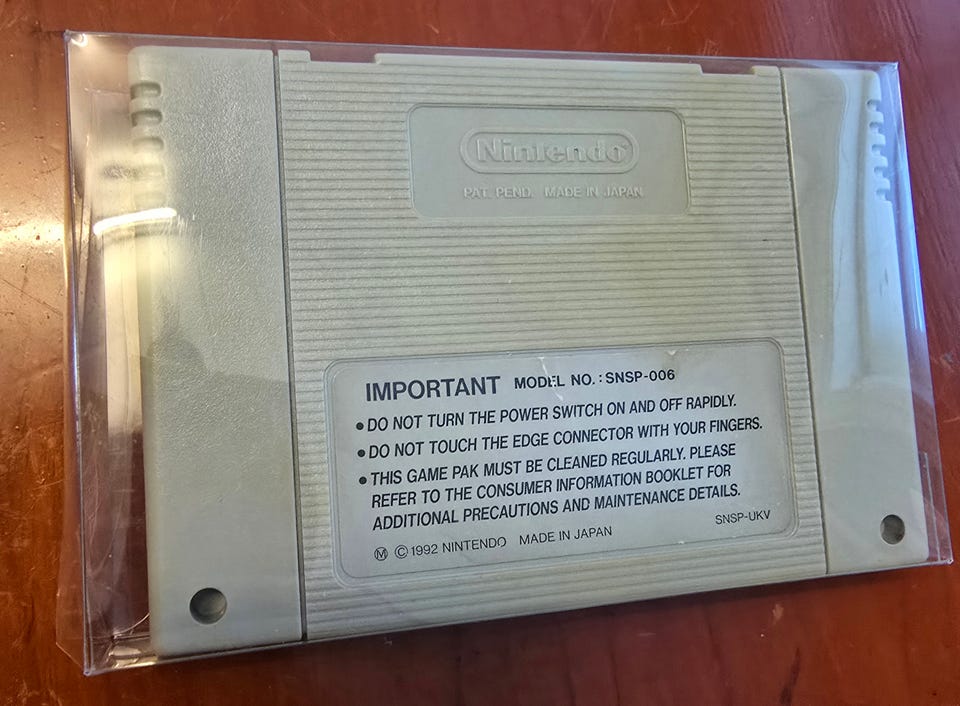 Nintendo
PAT. PEND. MADE IN JAPAN
IMPORTANT MODEL NO. : SNSP-006
• DO NOT TURN THE POWER SWITCH ON AND OFF RAPIDLY.
• DO NOT TOUCH THE EDGE CONNECTOR WITH YOUR FINGERS.
• THIS GAME PAK MUST BE CLEANED REGULARLY. PLEASE
REFER TO THE CONSUMER INFORMATION BOOKLET FOR
ADDITIONAL PRECAUTIONS AND MAINTENANCE DETAILS.
SNSP-UKV
Ⓜ © 1992 NINTENDO MADE IN JAPAN